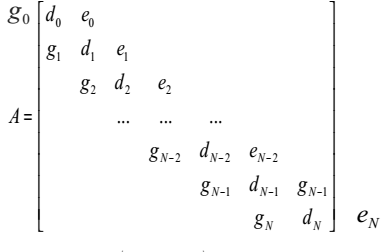 g0 d0 e0
g1 d1 e1
g2 d2 e2
A = ... ... ...
gN-2 dN-2 eN-2
gN-1 dN-1 gN-1
gN dN eN